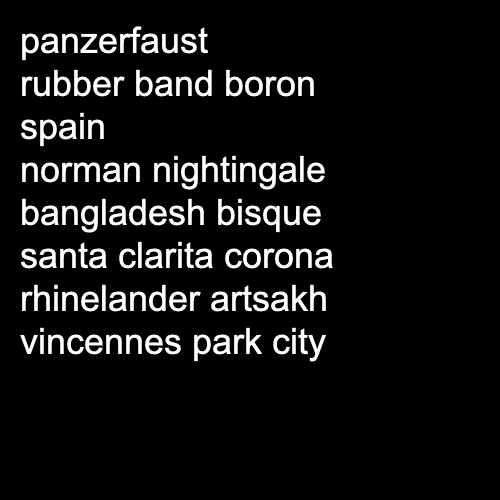 panzerfaust
rubber band boron
spain
norman nightingale
bangladesh bisque
santa clarita corona
rhinelander artsakh
vincennes park city